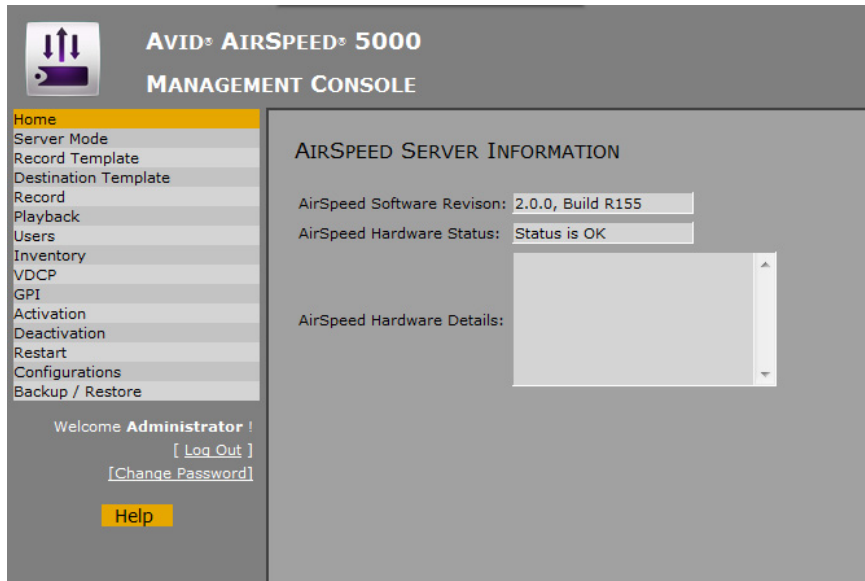 AVID® AIRSPEED® 5000
MANAGEMENT CONSOLE
Home
Server Mode
Record Template
Destination Template
Record
Playback
Users
Inventory
VDCP
GPI
Activation
Deactivation
Restart
Configurations
Backup / Restore
Welcome Administrator !
[ Log Out ]
[Change Password]
Help
AIRSPEED SERVER INFORMATION
AirSpeed Software Revison: 2.0.0, Build R155
AirSpeed Hardware Status: Status is OK
AirSpeed Hardware Details: